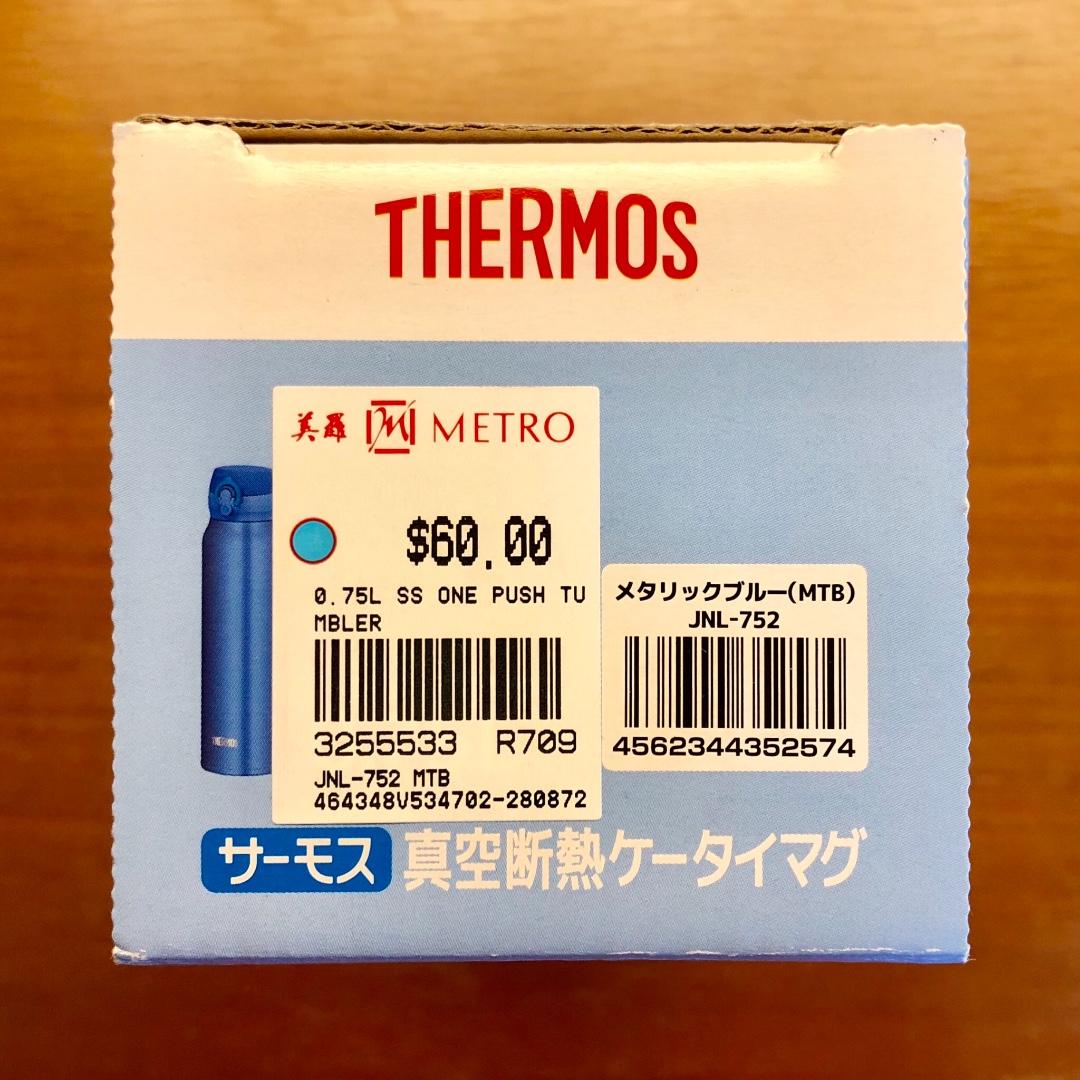 THERMOS
美羅 M METRO
$60.00
0.75L SS ONE PUSH TU
MBLER
3255533 R709
JNL-752 MTB
464348V534702-280872
メタリックブルー(MTB)
JNL-752
4562344352574
THERMOS
サーモス 真空断熱ケータイマグ